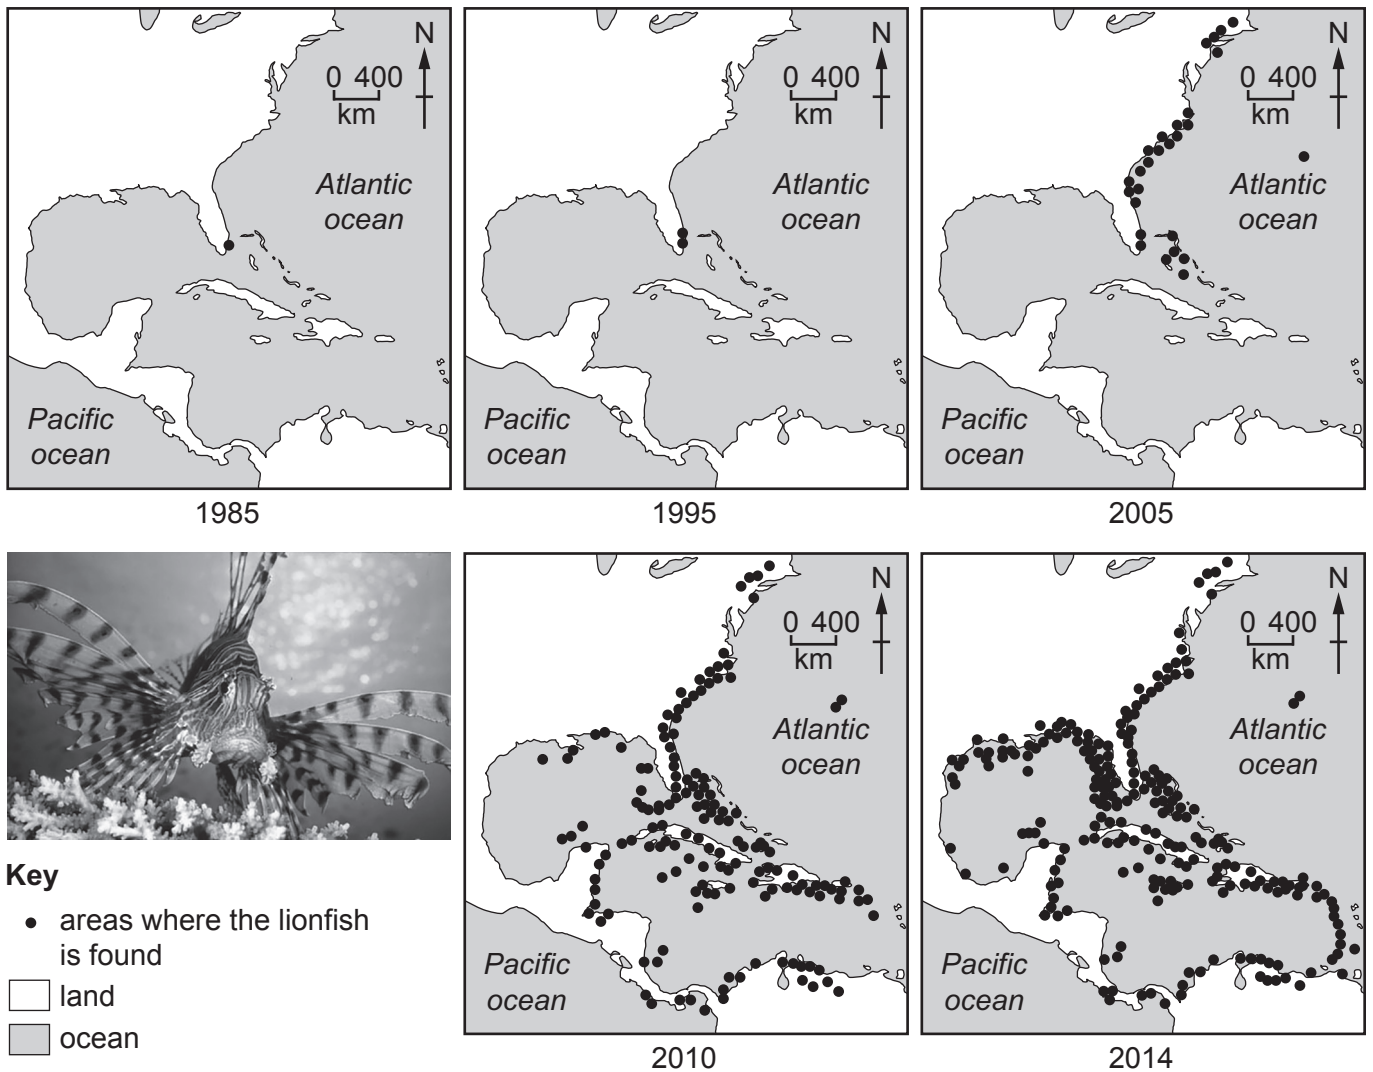 N
0 400
km
Atlantic
ocean
Pacific
ocean
1985
N
0 400
km
Atlantic
ocean
Pacific
ocean
1995
N
0 400
km
Atlantic
ocean
Pacific
ocean
2005
Key
areas where the lionfish
is found
land
ocean
N
0 400
km
Atlantic
ocean
Pacific
ocean
2010
N
0 400
km
Atlantic
ocean
Pacific
ocean
2014